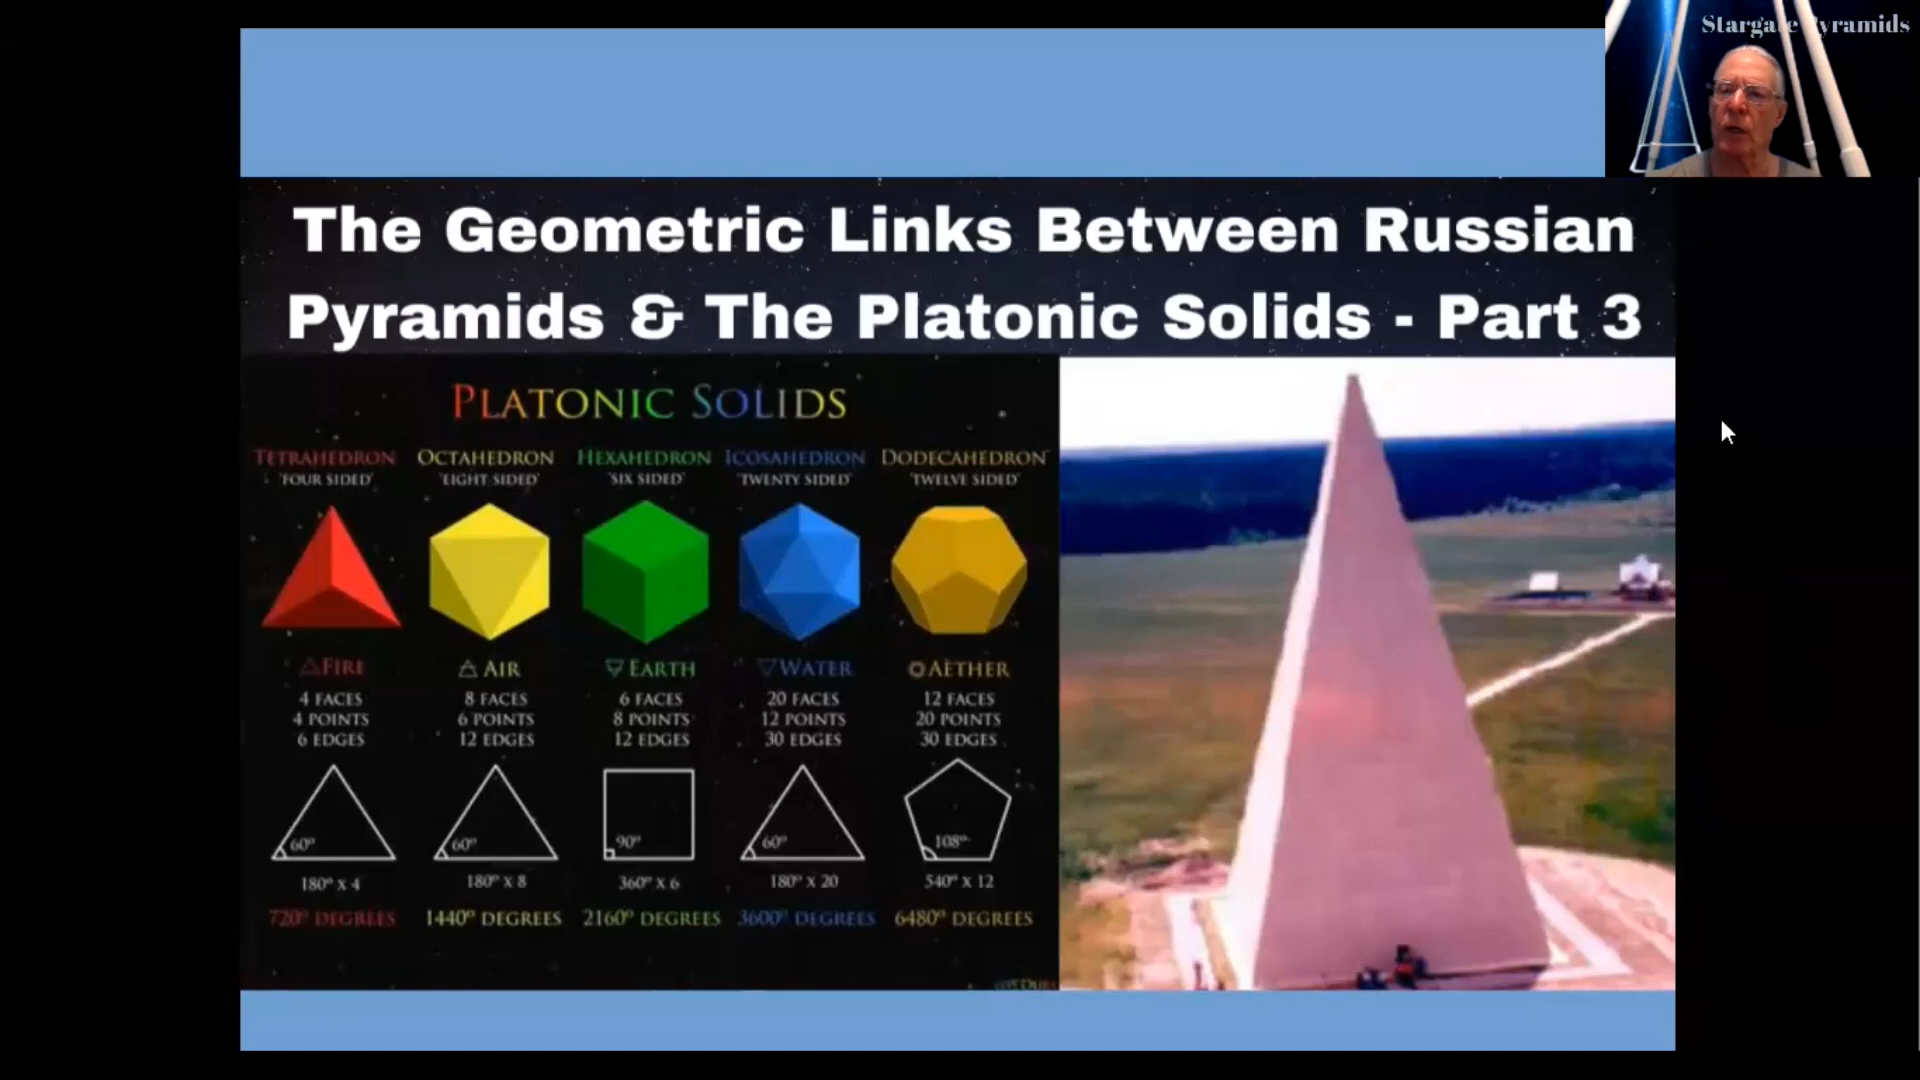 Stargate Pyramids
The Geometric Links Between Russian
Pyramids & The Platonic Solids - Part 3
PLATONIC SOLIDS
TETRAHEDRON OCTAHEDRON HEXAHEDRON ICOSAHEDRON DODECAHEDRON
"FOUR SIDED" "EIGHT SIDED" "SIX SIDED" "TWENTY SIDED" "TWELVE SIDED"
FIRE AIR EARTH WATER AETHER
4 FACES 8 FACES 6 FACES 20 FACES 12 FACES
4 POINTS 6 POINTS 8 POINTS 12 POINTS 20 POINTS
6 EDGES 12 EDGES 12 EDGES 30 EDGES 30 EDGES
60° 60° 90° 60° 108°
180° X 4 180° X 8 360° X 6 180° X 20 540° X 12
720° DEGREES 1440° DEGREES 2160° DEGREES 3600° DEGREES 6480° DEGREES